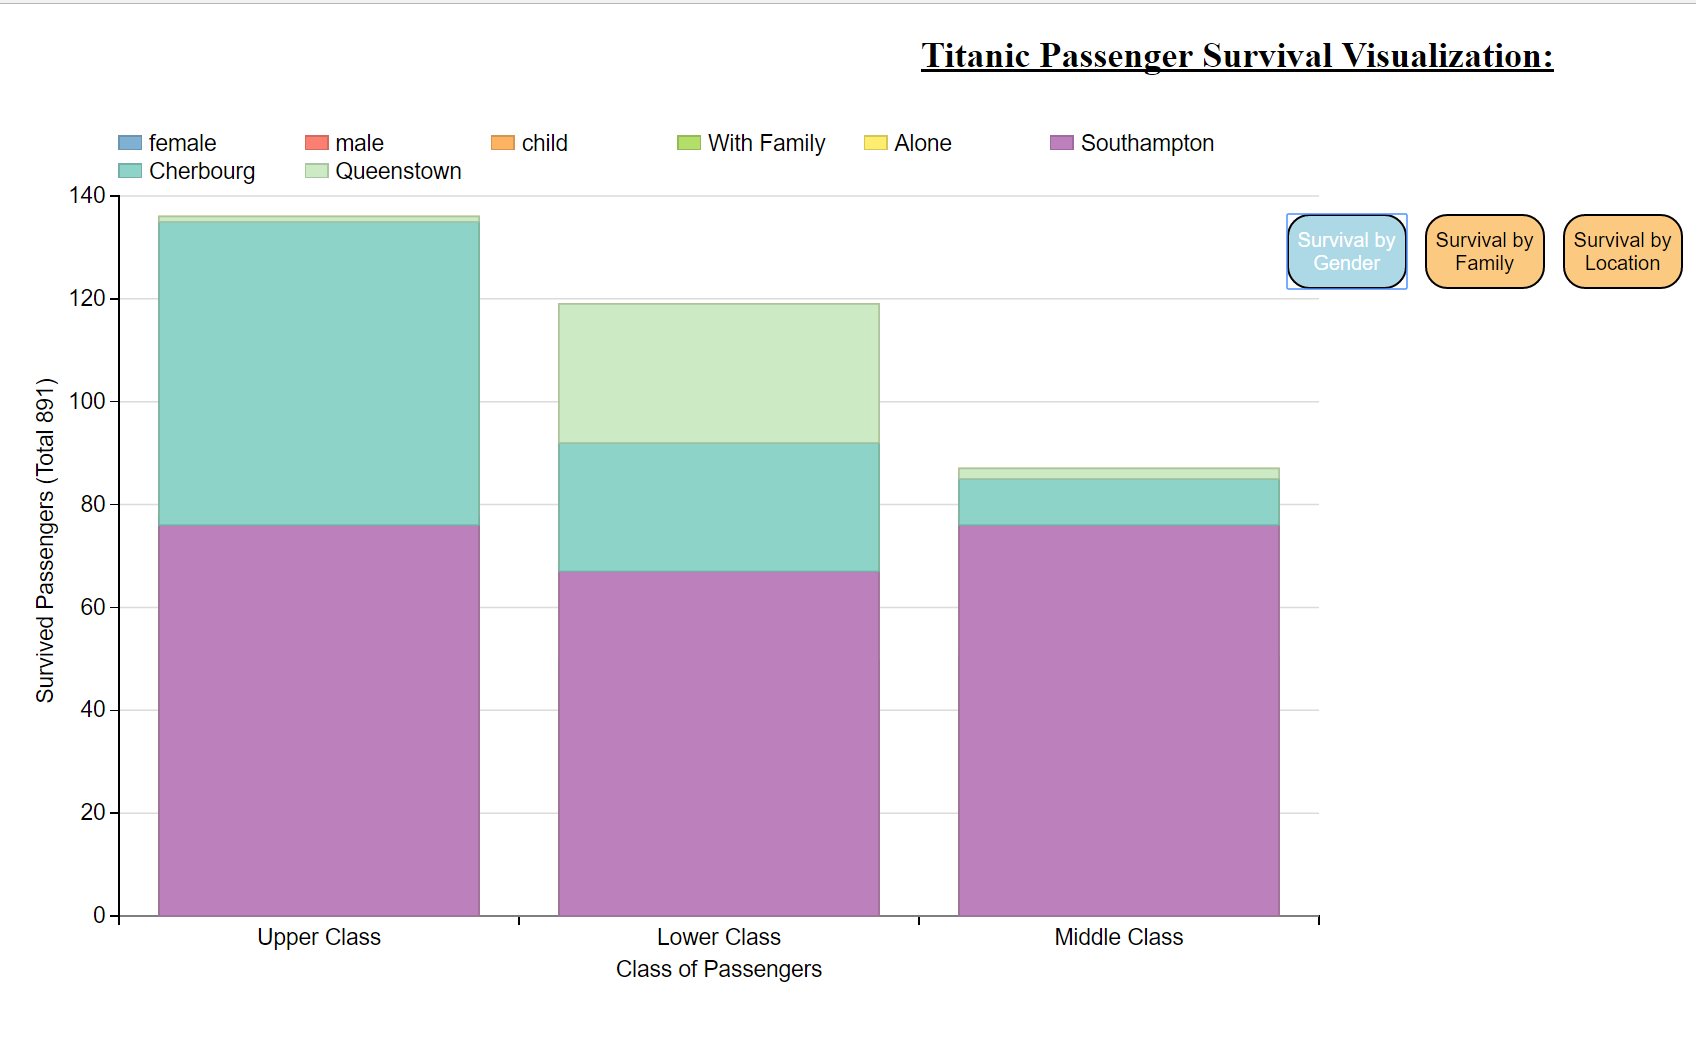 Titanic Passenger Survival Visualization:
female male child With Family Alone Southampton
Cherbourg Queenstown
140
120
100
80
60
40
20
0
Survived Passengers (Total 891)
Survival by
Gender
Survival by
Family
Survival by
Location
Upper Class Lower Class Middle Class
Class of Passengers